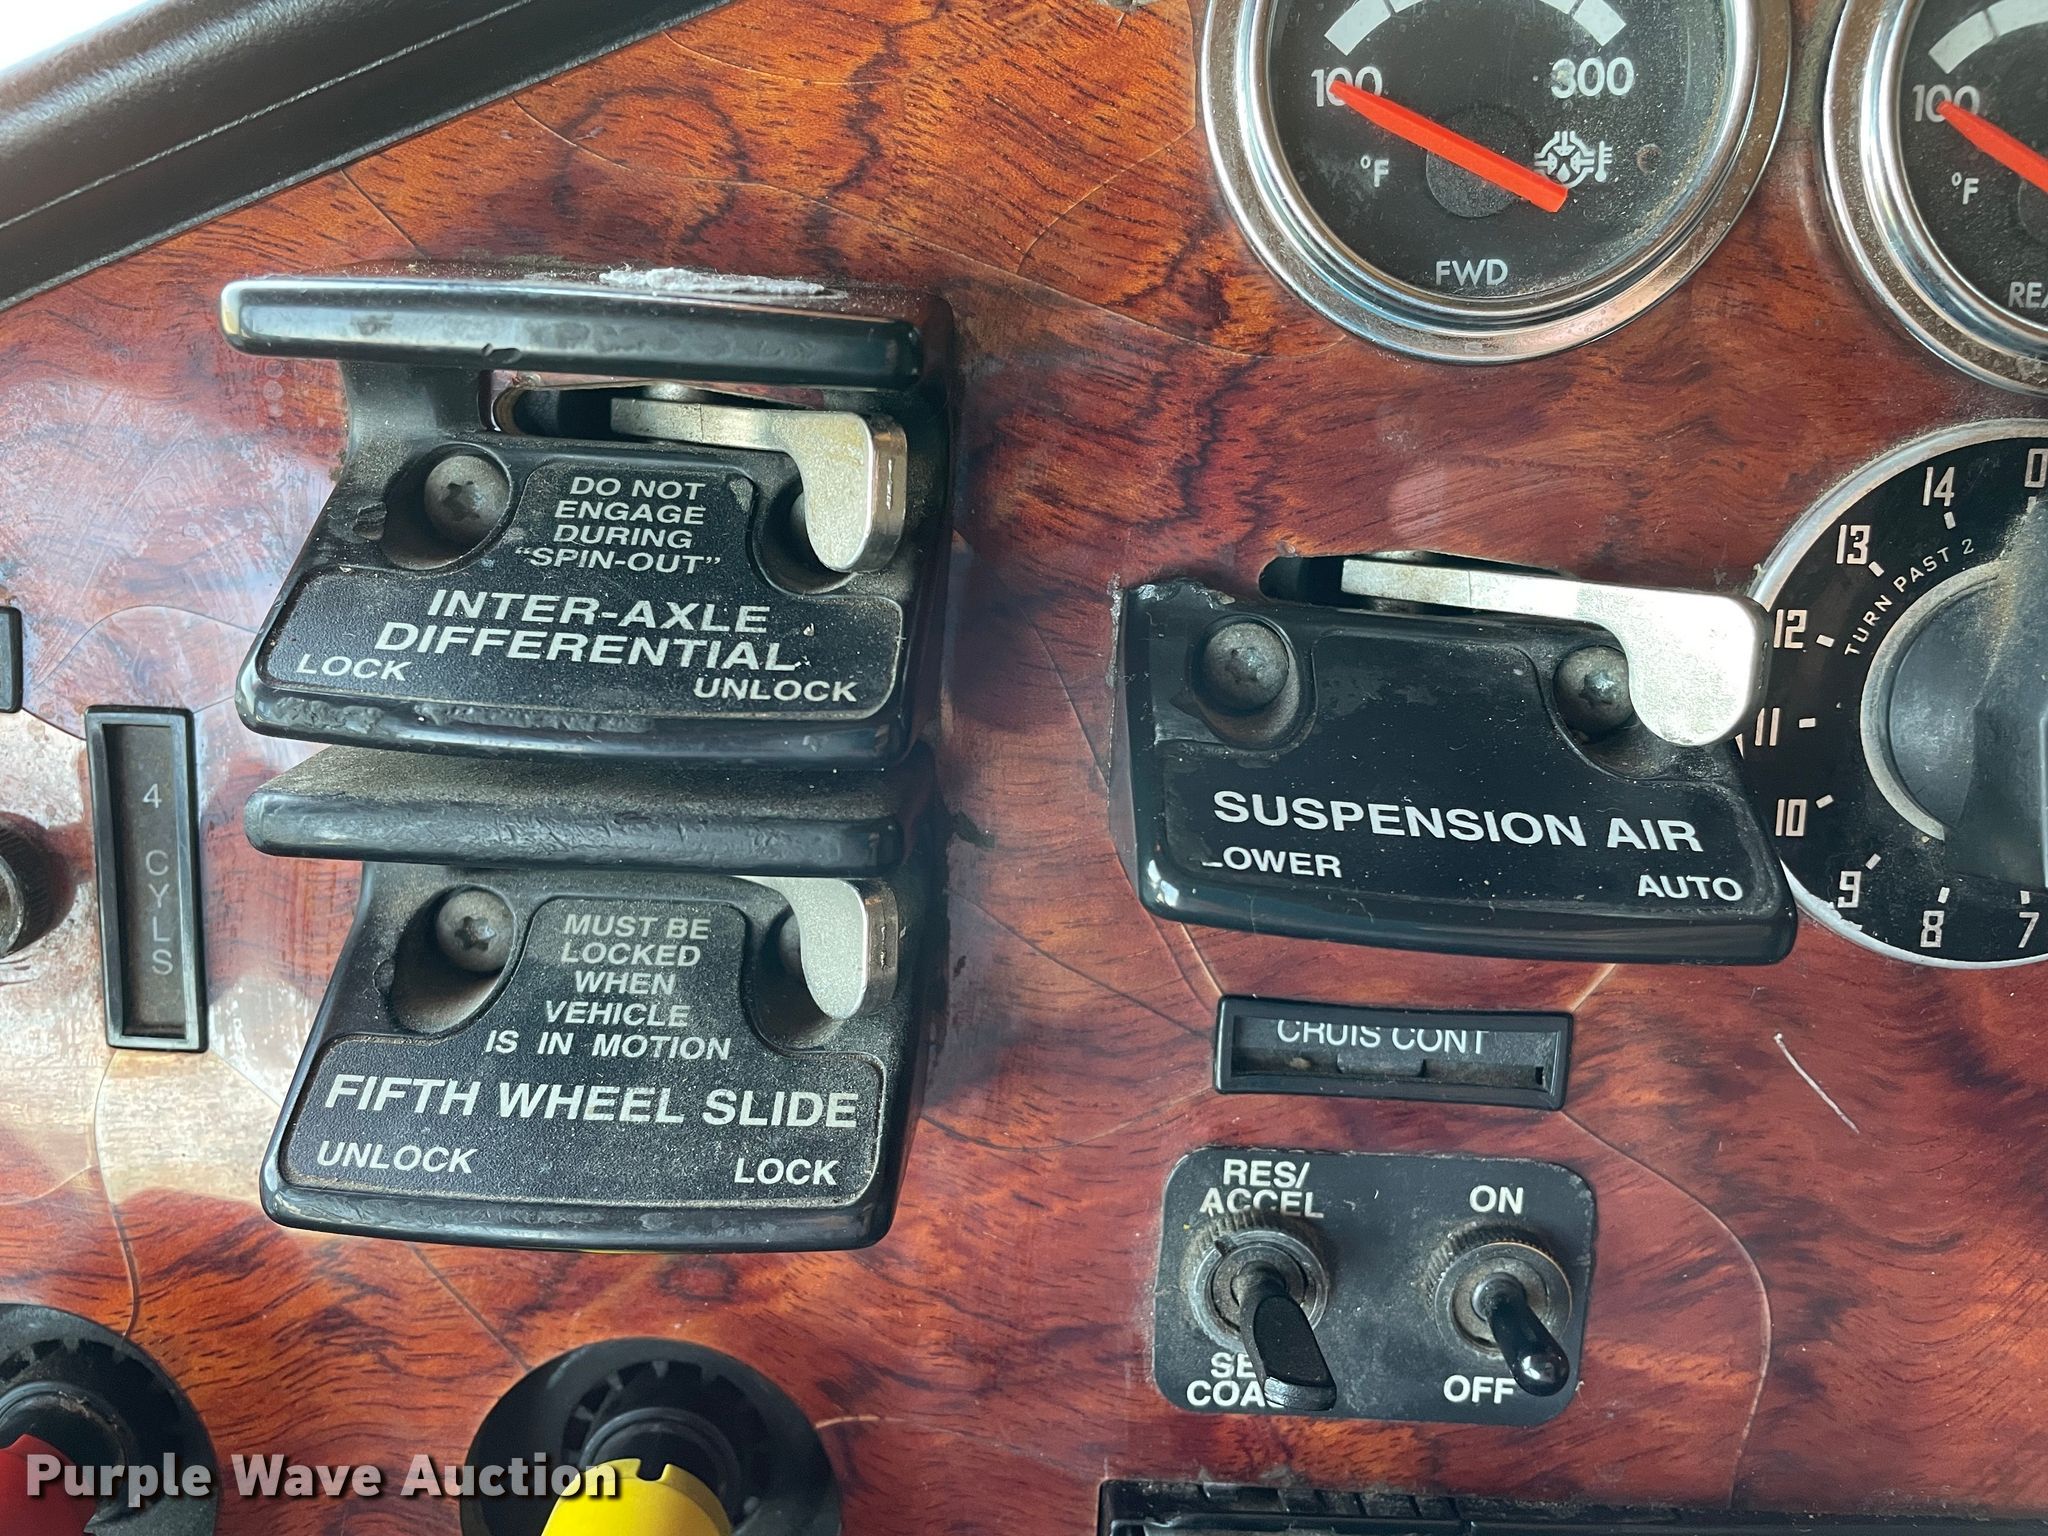 100
300
°F
FWD
100
°F
DO NOT
ENGAGE
DURING
"SPIN-OUT"
INTER-AXLE
DIFFERENTIAL
LOCK
UNLOCK
0
14
13
12
11
10
9
8
7
TURN PAST 2
4 CYLS
SUSPENSION AIR
LOWER
AUTO
MUST BE
LOCKED
WHEN
VEHICLE
IS IN MOTION
FIFTH WHEEL SLIDE
UNLOCK
LOCK
CRUIS CONT
RES/
ACCEL
ON
OFF
Purple Wave Auction